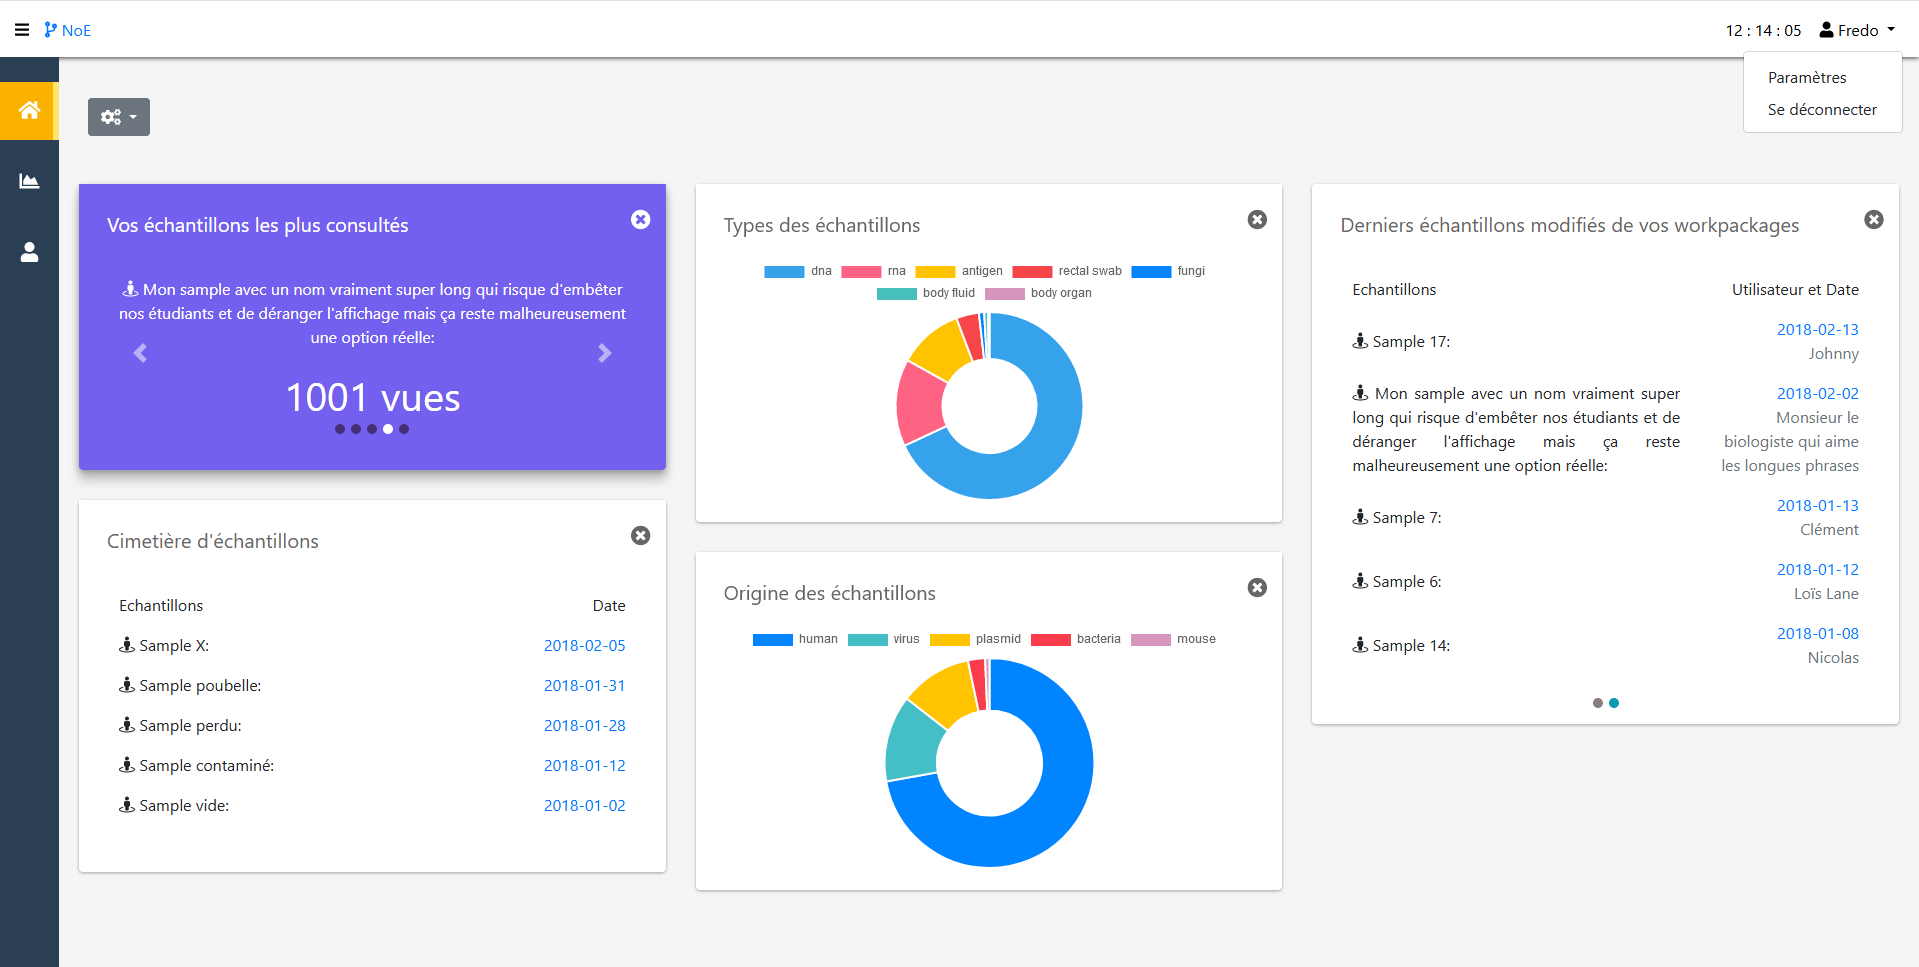 NoE
12 : 14 : 05
Fredo
Paramètres
Se déconnecter
Vos échantillons les plus consultés
Mon sample avec un nom vraiment super long qui risque d'embêter
nos étudiants et de déranger l'affichage mais ça reste malheureusement
une option réelle:
1001 vues
Cimetière d'échantillons
Echantillons Date
Sample X: 2018-02-05
Sample poubelle: 2018-01-31
Sample perdu: 2018-01-28
Sample contaminé: 2018-01-12
Sample vide: 2018-01-02
Types des échantillons
dna rna antigen rectal swab fungi
body fluid body organ
Origine des échantillons
human virus plasmid bacteria mouse
Derniers échantillons modifiés de vos workpackages
Echantillons Utilisateur et Date
Sample 17:
2018-02-13
Johnny
Mon sample avec un nom vraiment super
long qui risque d'embêter nos étudiants et de
déranger l'affichage mais ça reste
malheureusement une option réelle:
2018-02-02
Monsieur le
biologiste qui aime
les longues phrases
Sample 7:
2018-01-13
Clément
Sample 6:
2018-01-12
Loïs Lane
Sample 14:
2018-01-08
Nicolas